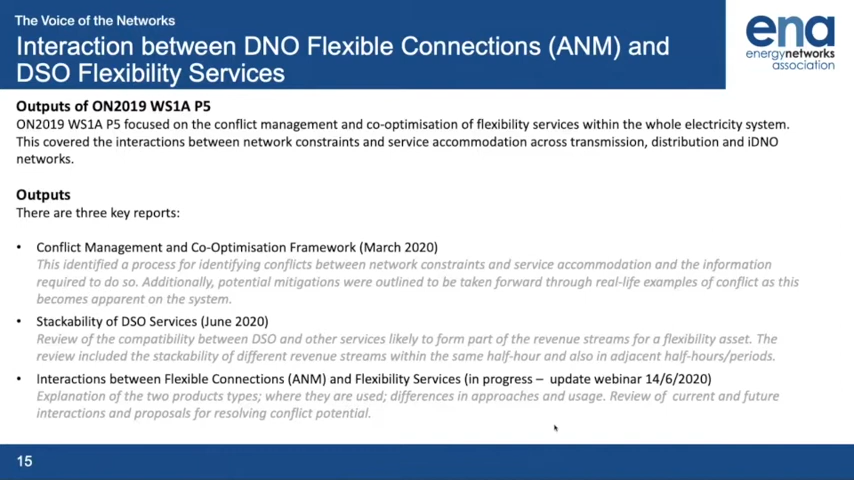 The Voice of the Networks
Interaction between DNO Flexible Connections (ANM) and
DSO Flexibility Services
ena
energynetworks
association
Outputs of ON2019 WS1A P5
ON2019 WS1A P5 focused on the conflict management and co-optimisation of flexibility services within the whole electricity system.
This covered the interactions between network constraints and service accommodation across transmission, distribution and iDNO
networks.
Outputs
There are three key reports:
• Conflict Management and Co-Optimisation Framework (March 2020)
This identified a process for identifying conflicts between network constraints and service accommodation and the information
required to do so. Additionally, potential mitigations were outlined to be taken forward through real-life examples of conflict as this
becomes apparent on the system.
• Stackability of DSO Services (June 2020)
Review of the compatibility between DSO and other services likely to form part of the revenue streams for a flexibility asset. The
review included the stackability of different revenue streams within the same half-hour and also in adjacent half-hours/periods.
• Interactions between Flexible Connections (ANM) and Flexibility Services (in progress – update webinar 14/6/2020)
Explanation of the two products types; where they are used; differences in approaches and usage. Review of current and future
interactions and proposals for resolving conflict potential.
15